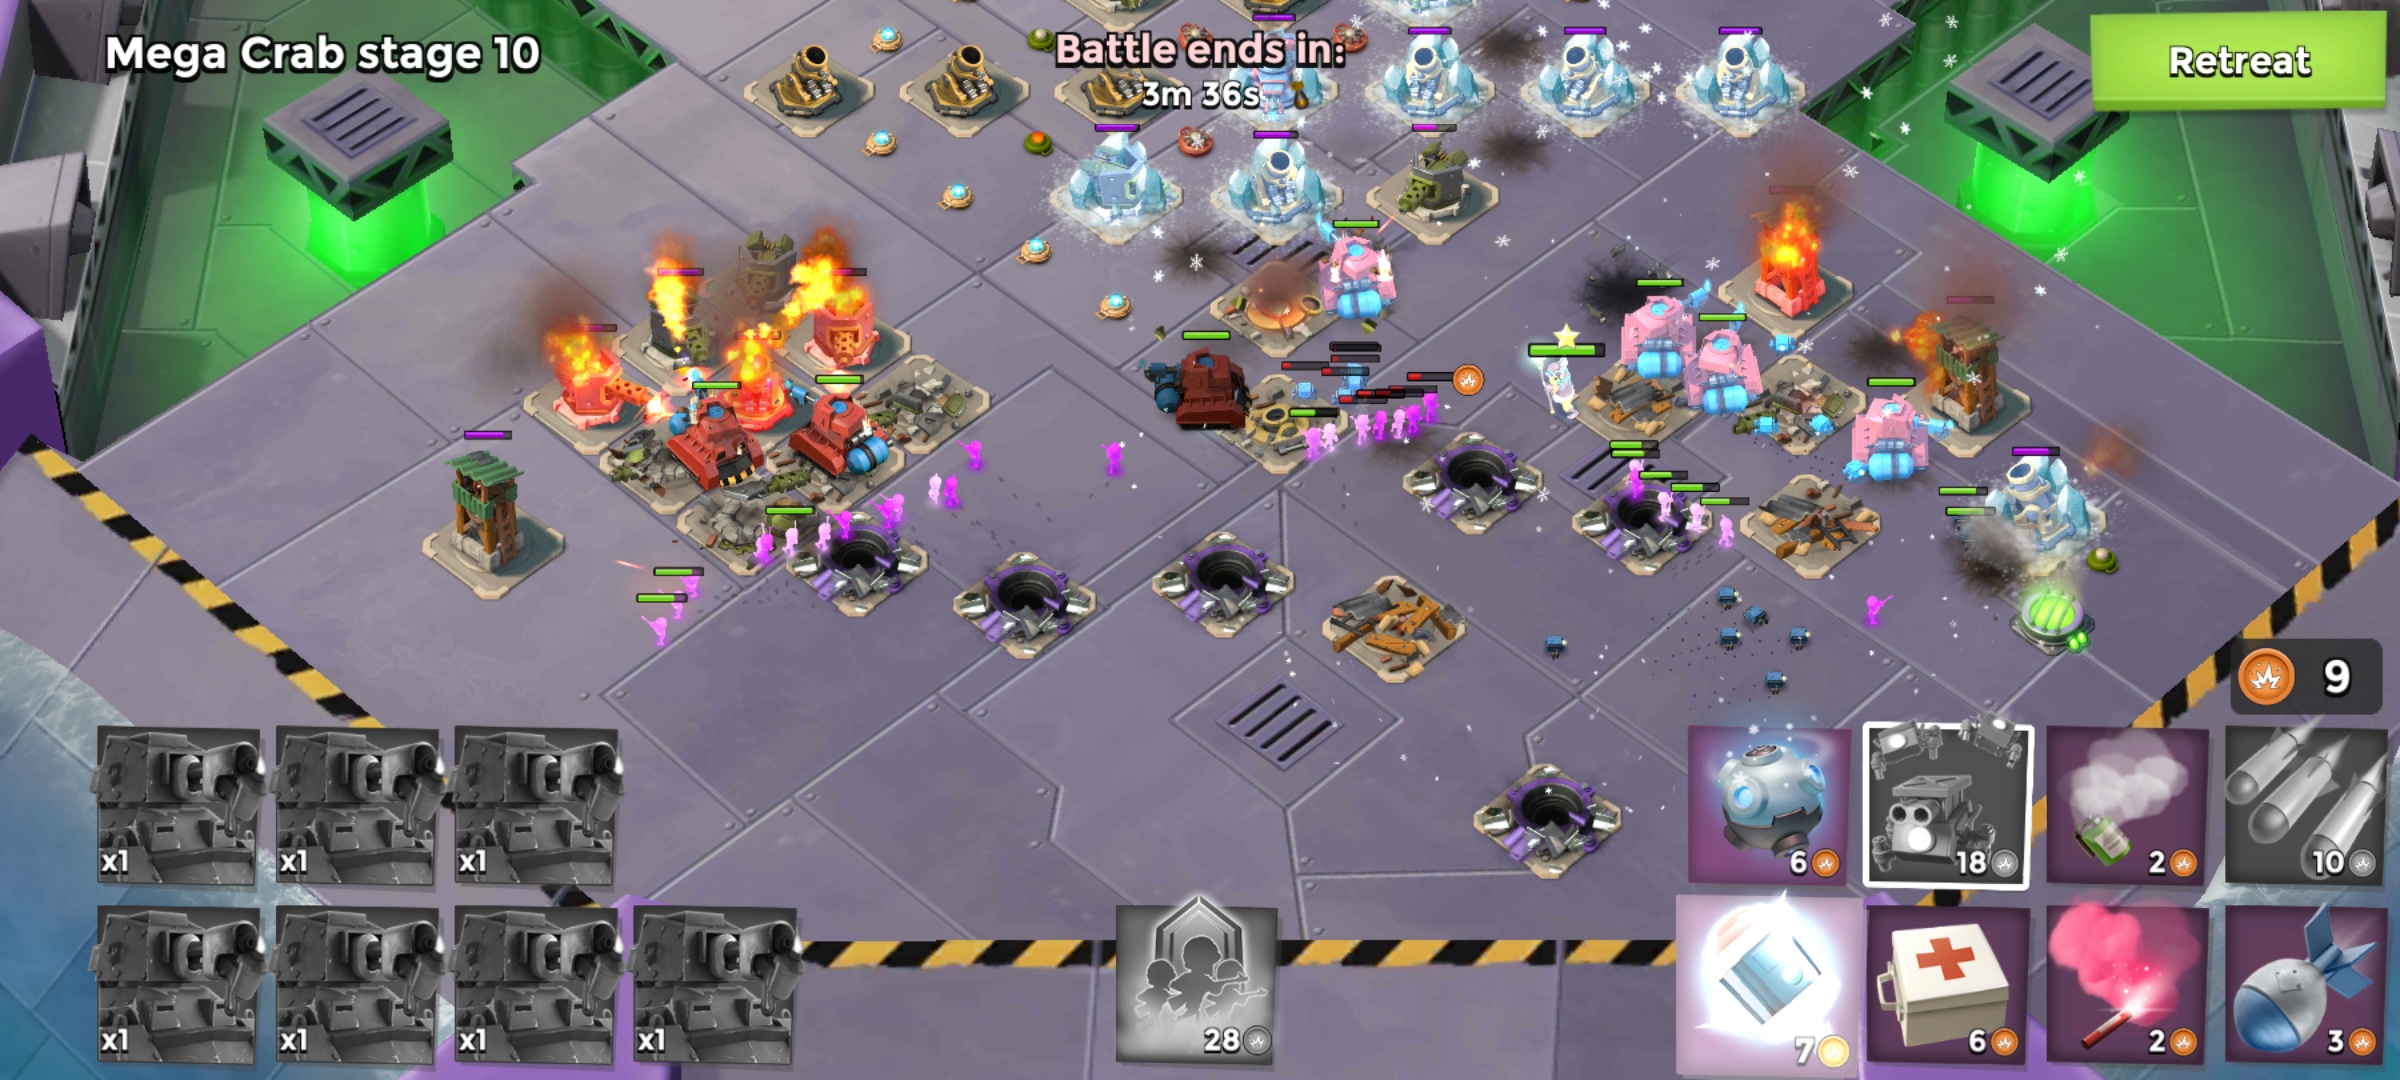 Mega Crab stage 10
Battle ends in:
3m 36s
Retreat
9
x1
x1
x1
6
18
2
10
x1
x1
x1
x1
28
7
6
2
3